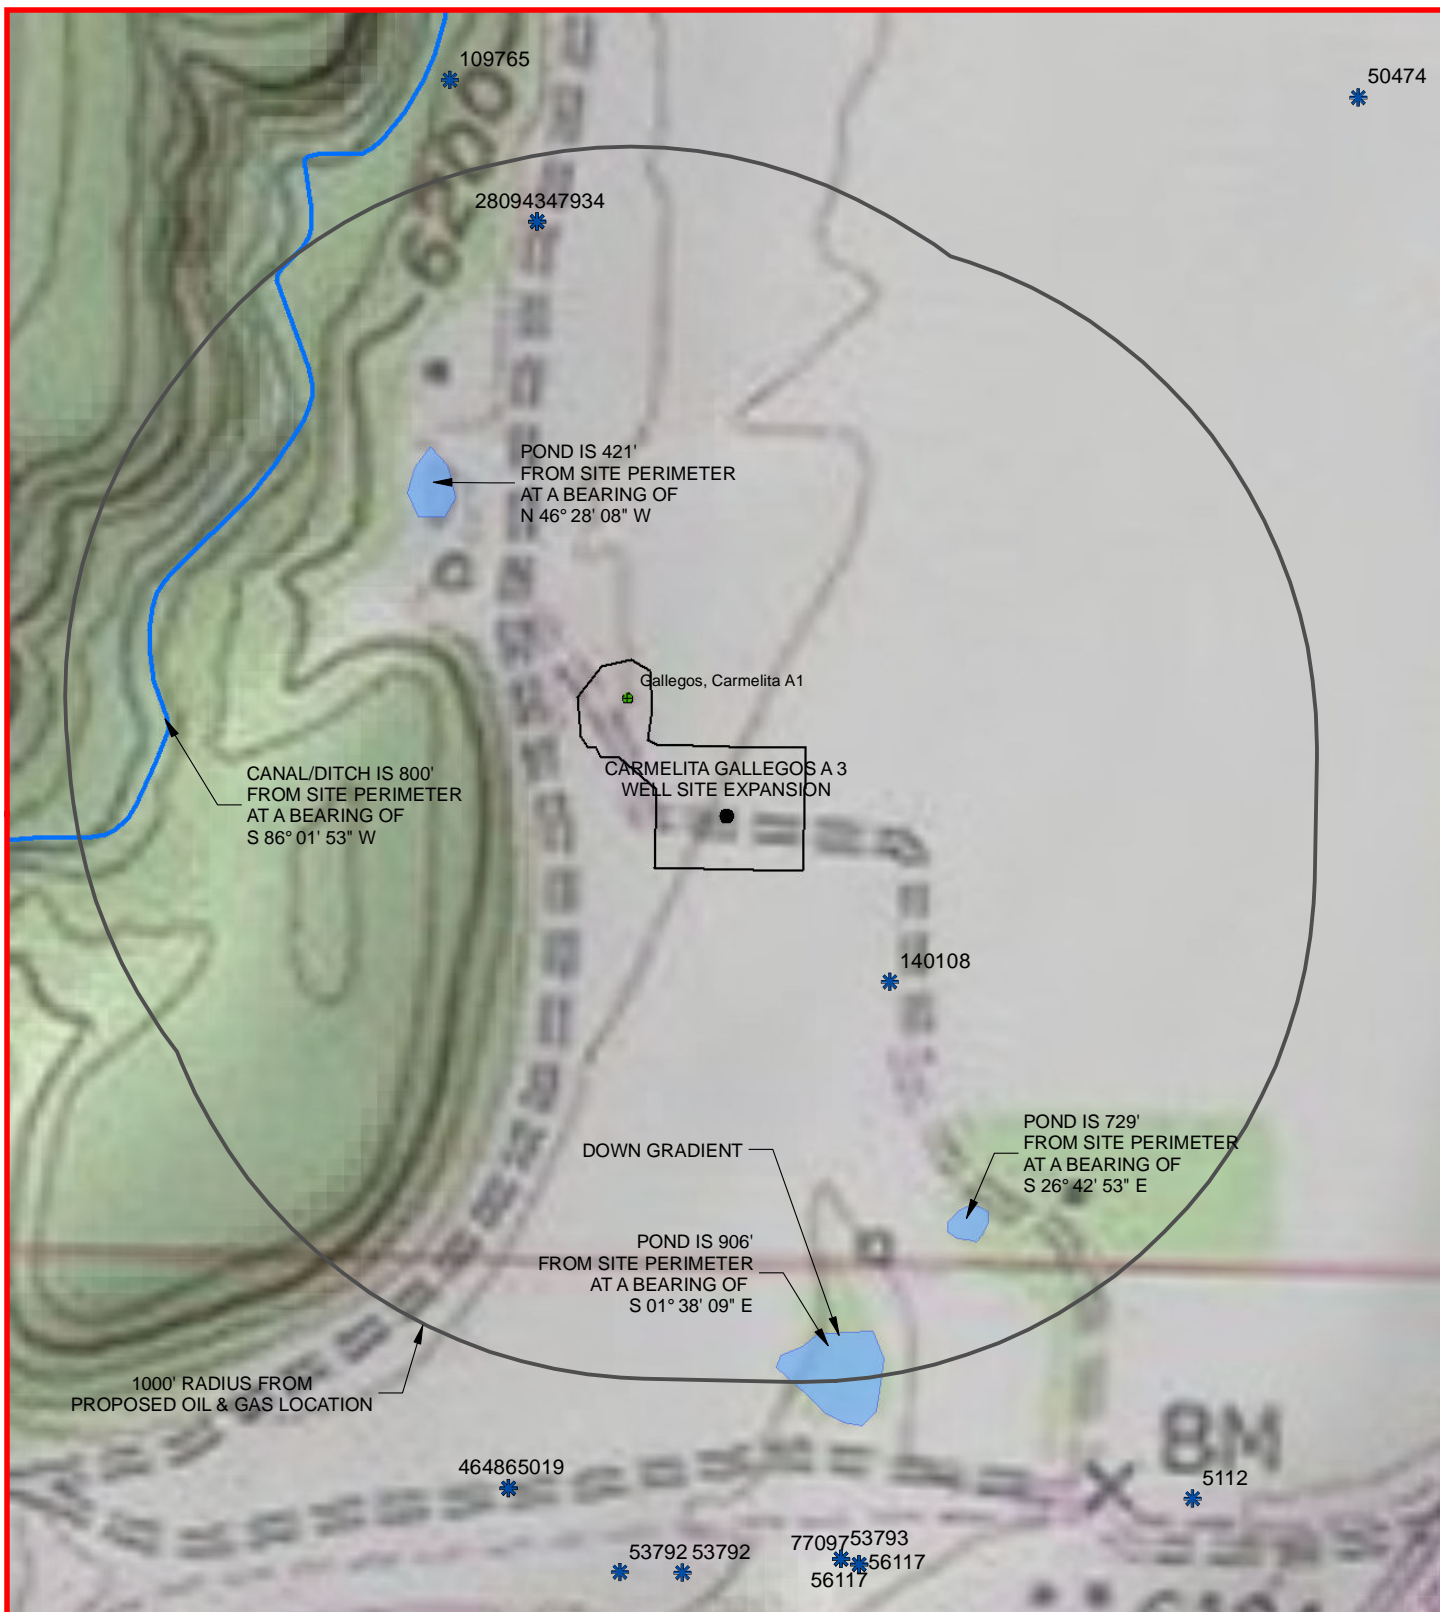 109765
50474
6200
28094347934
POND IS 421'
FROM SITE PERIMETER
AT A BEARING OF
N 46° 28' 08" W
Gallegos, Carmelita A1
CARMELITA GALLEGOS A 3
WELL SITE EXPANSION
CANAL/DITCH IS 800'
FROM SITE PERIMETER
AT A BEARING OF
S 86° 01' 53" W
140108
POND IS 729'
FROM SITE PERIMETER
AT A BEARING OF
S 26° 42' 53" E
DOWN GRADIENT
POND IS 906'
FROM SITE PERIMETER
AT A BEARING OF
S 01° 38' 09" E
1000' RADIUS FROM
PROPOSED OIL & GAS LOCATION
BM
464865019
5112
53792 53792
77097 53793
56117
56117